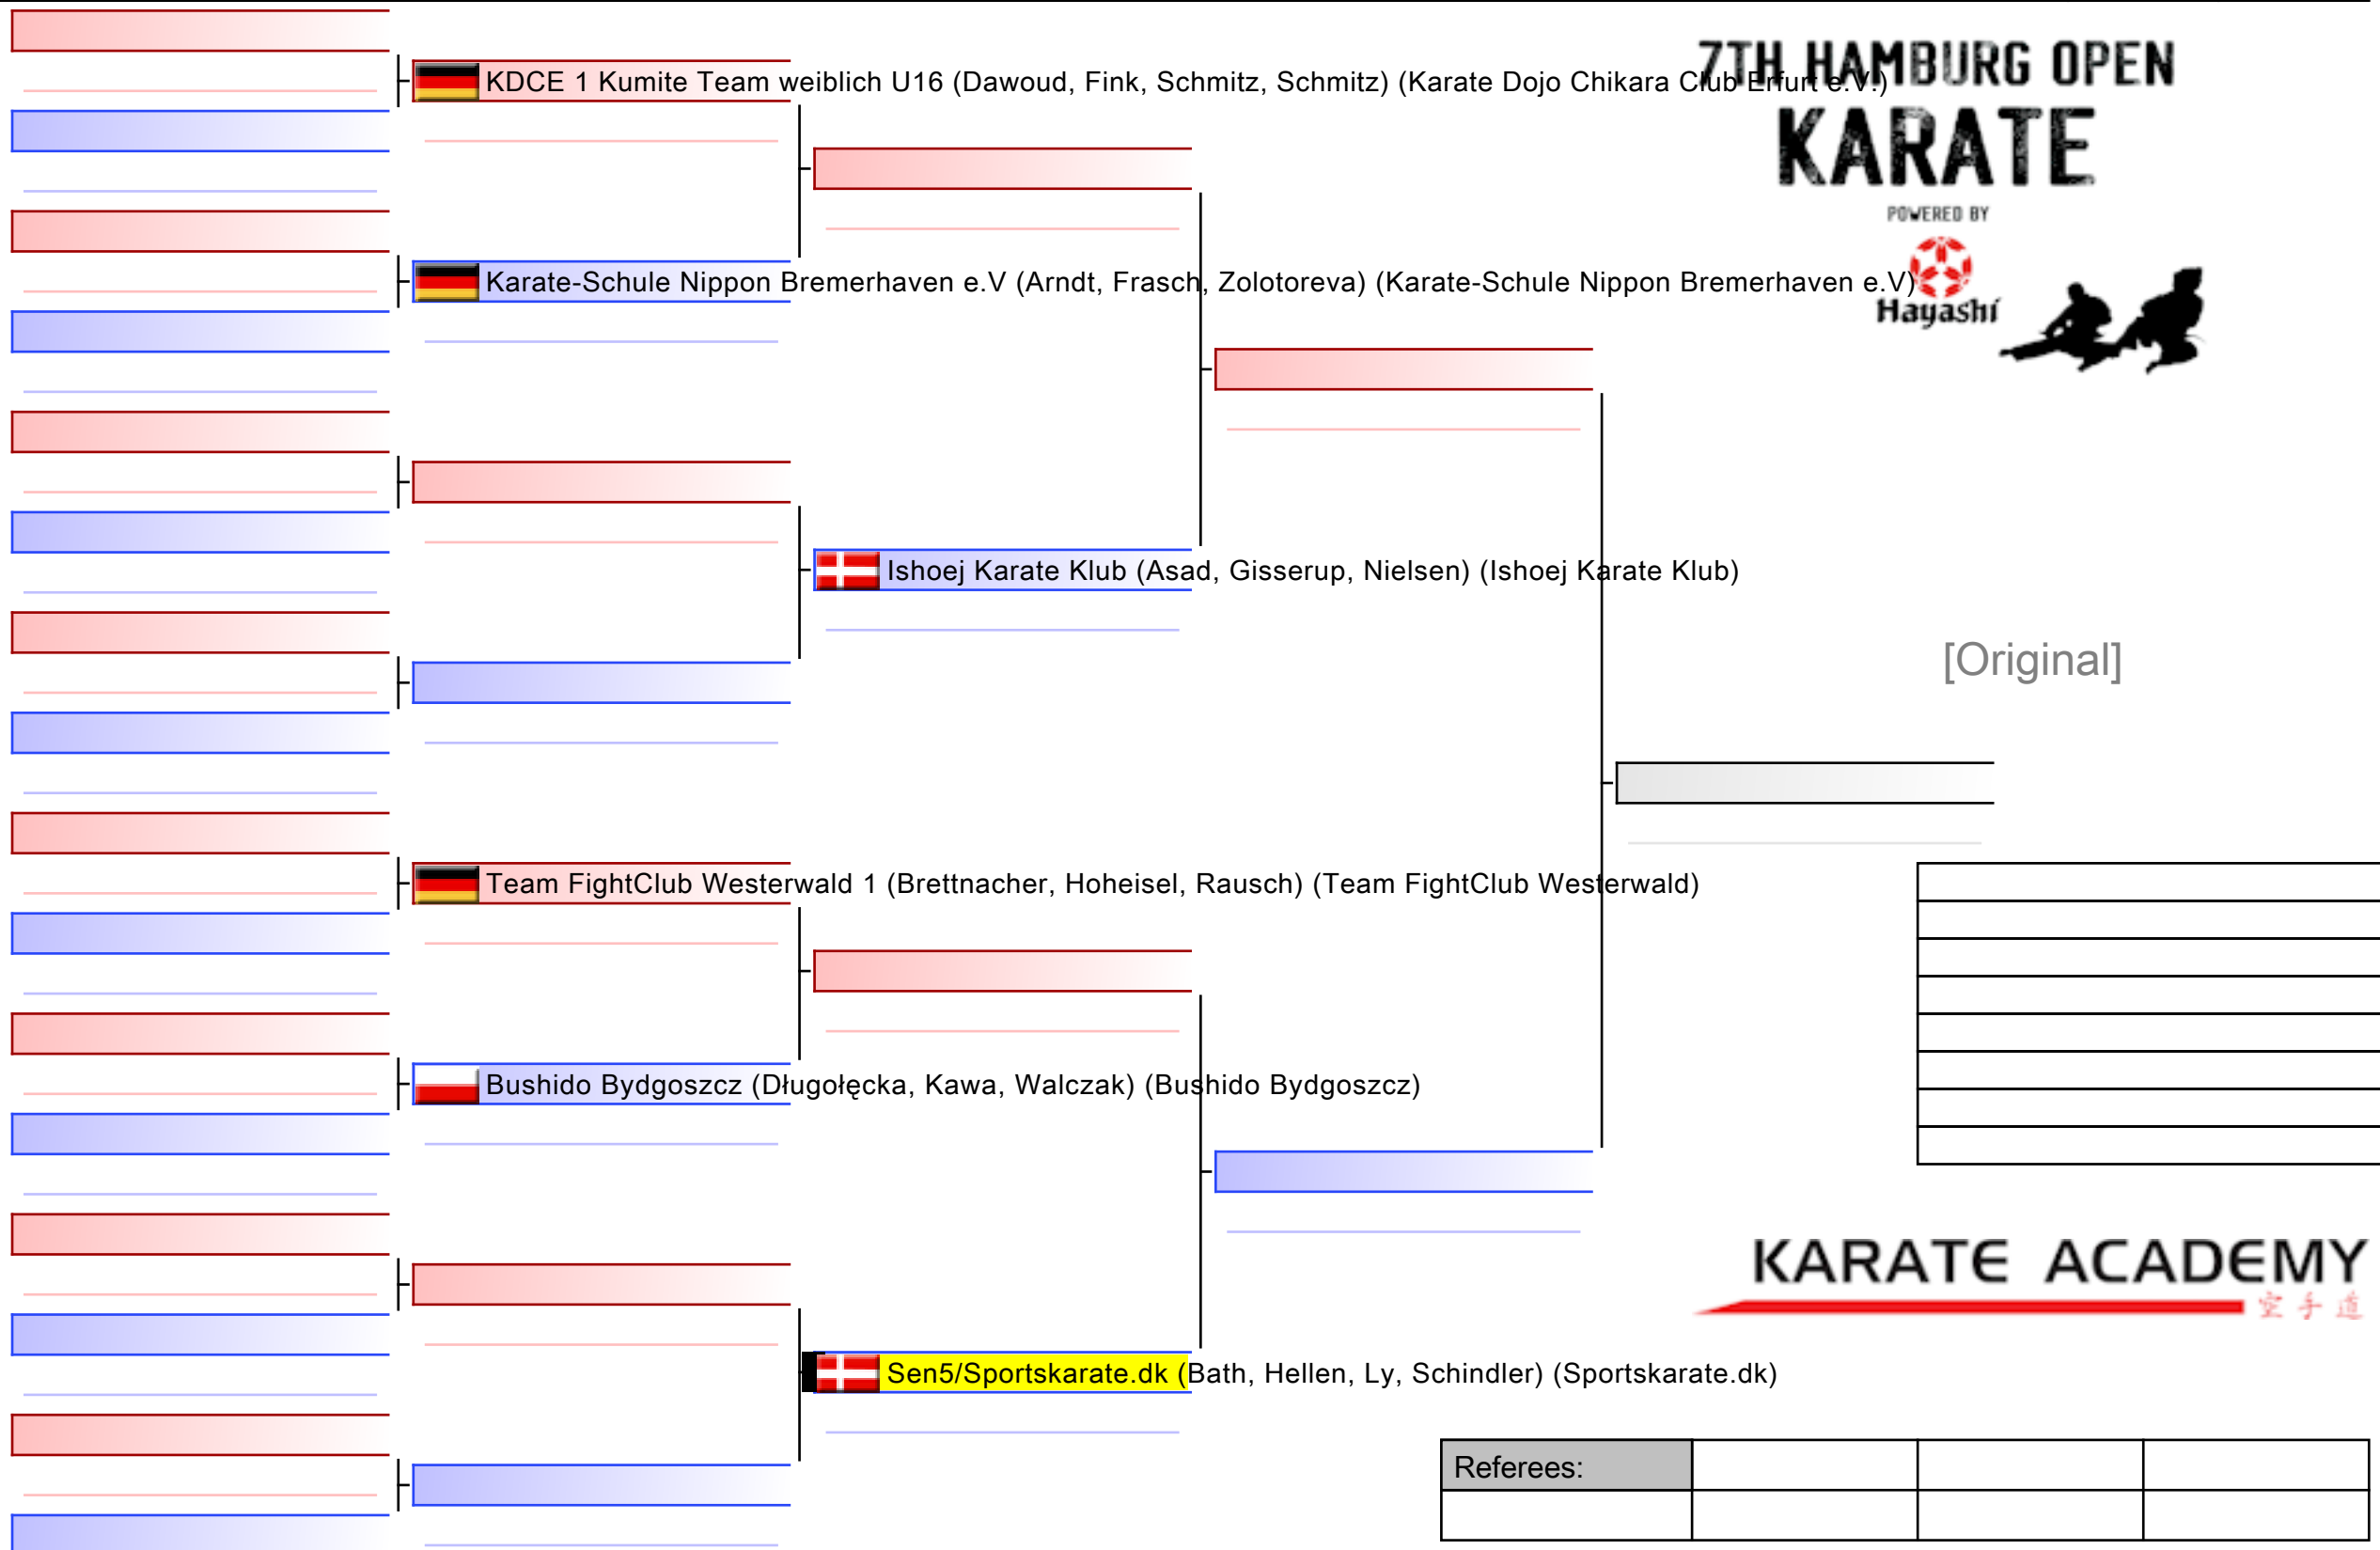 7TH HAMBURG OPEN
KARATE
POWERED BY
Hayashi
KDCE 1 Kumite Team weiblich U16 (Dawoud, Fink, Schmitz, Schmitz) (Karate Dojo Chikara Club Erfurt e.V.)
Karate-Schule Nippon Bremerhaven e.V (Arndt, Frasch, Zolotoreva) (Karate-Schule Nippon Bremerhaven e.V)
Ishoej Karate Klub (Asad, Gisserup, Nielsen) (Ishoej Karate Klub)
[Original]
Team FightClub Westerwald 1 (Brettnacher, Hoheisel, Rausch) (Team FightClub Westerwald)
Bushido Bydgoszcz (Długołęcka, Kawa, Walczak) (Bushido Bydgoszcz)
KARATE ACADEMY
空手道
Sen5/Sportskarate.dk (Bath, Hellen, Ly, Schindler) (Sportskarate.dk)
Referees: